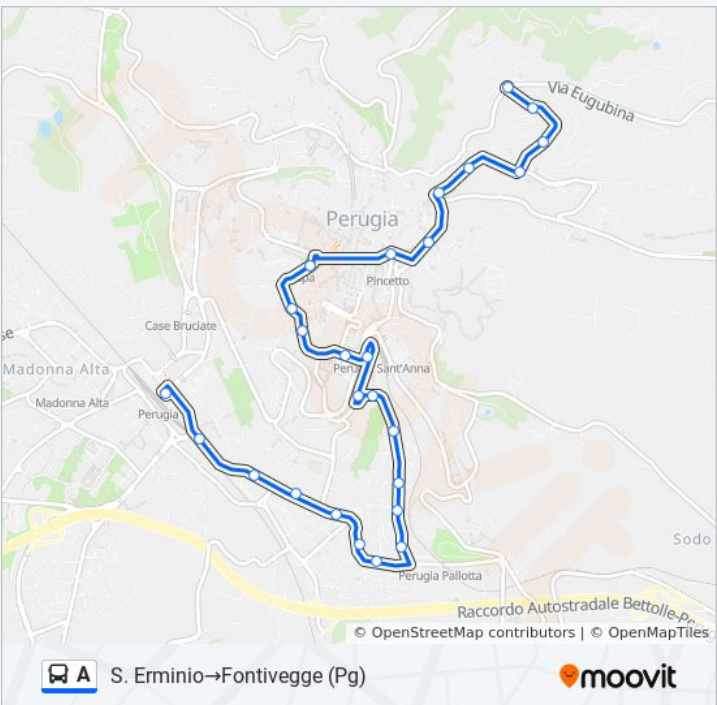 Via Eugubina
Perugia
Pincetto
Case Bruciate
Madonna Alta
Sant'Anna
Madonna Alta
Perugia
Sodo
Perugia Pallotta
Raccordo Autostradale Bettolle-Pe
© OpenStreetMap contributors | © OpenMapTiles
A S. Erminio→Fontivegge (Pg)
moovit